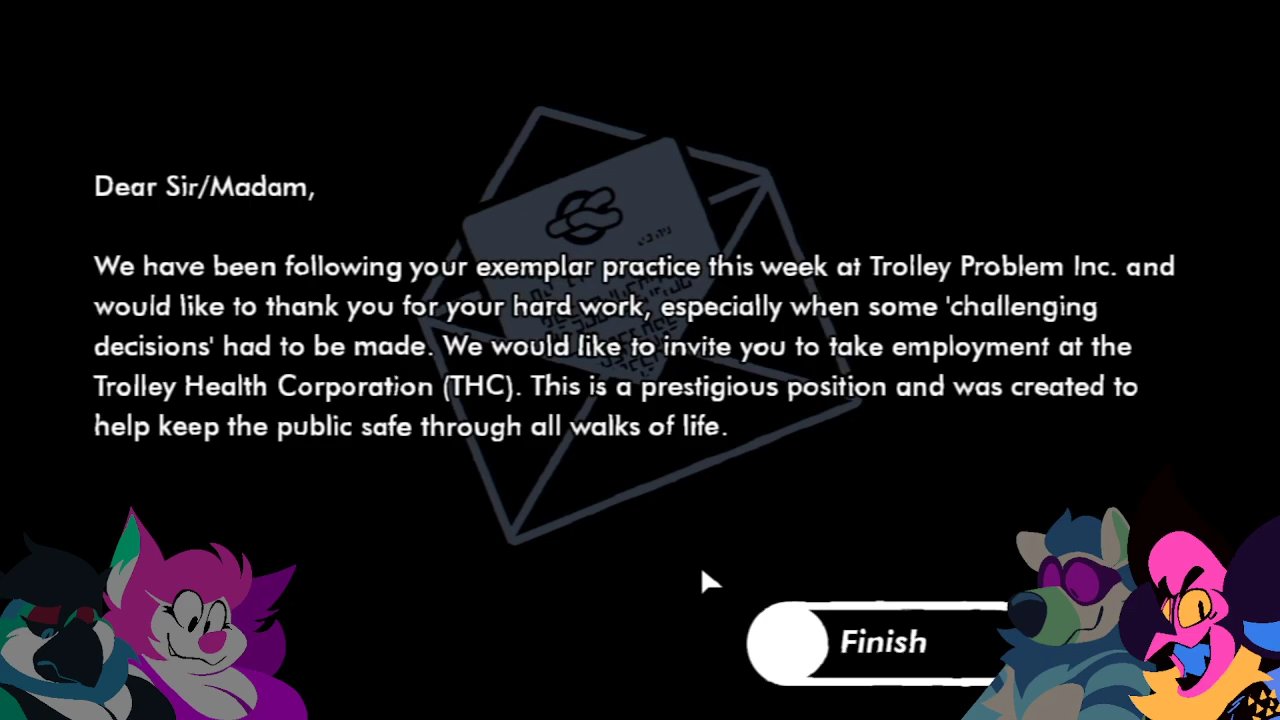 Dear Sir/Madam,
We have been following your exemplar practice this week at Trolley Problem Inc. and
would like to thank you for your hard work, especially when some 'challenging
decisions' had to be made. We would like to invite you to take employment at the
Trolley Health Corporation (THC). This is a prestigious position and was created to
help keep the public safe through all walks of life.
Finish